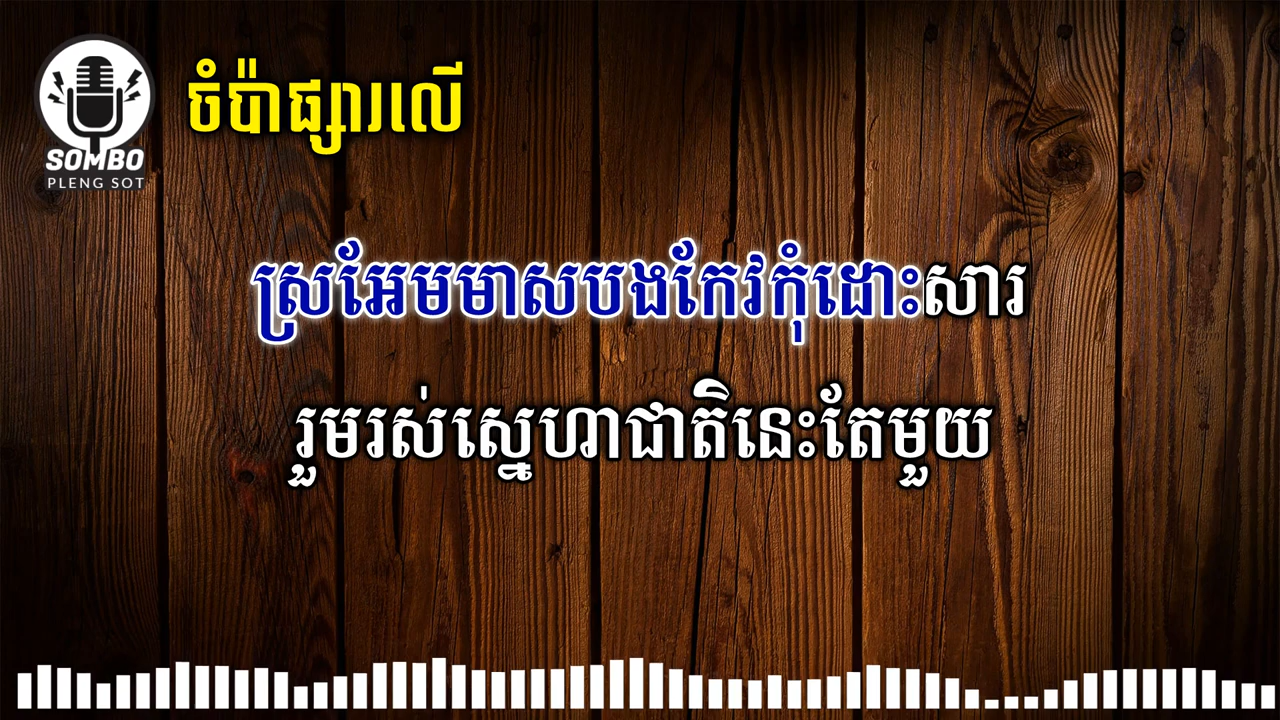 SOMBO
PLENG SOT
ចំប៉ាផ្សារលើ
ស្រអែមមាសបងកែវកុំដោះសារ
រួមរស់ស្នេហាជាតិនេះតែមួយ